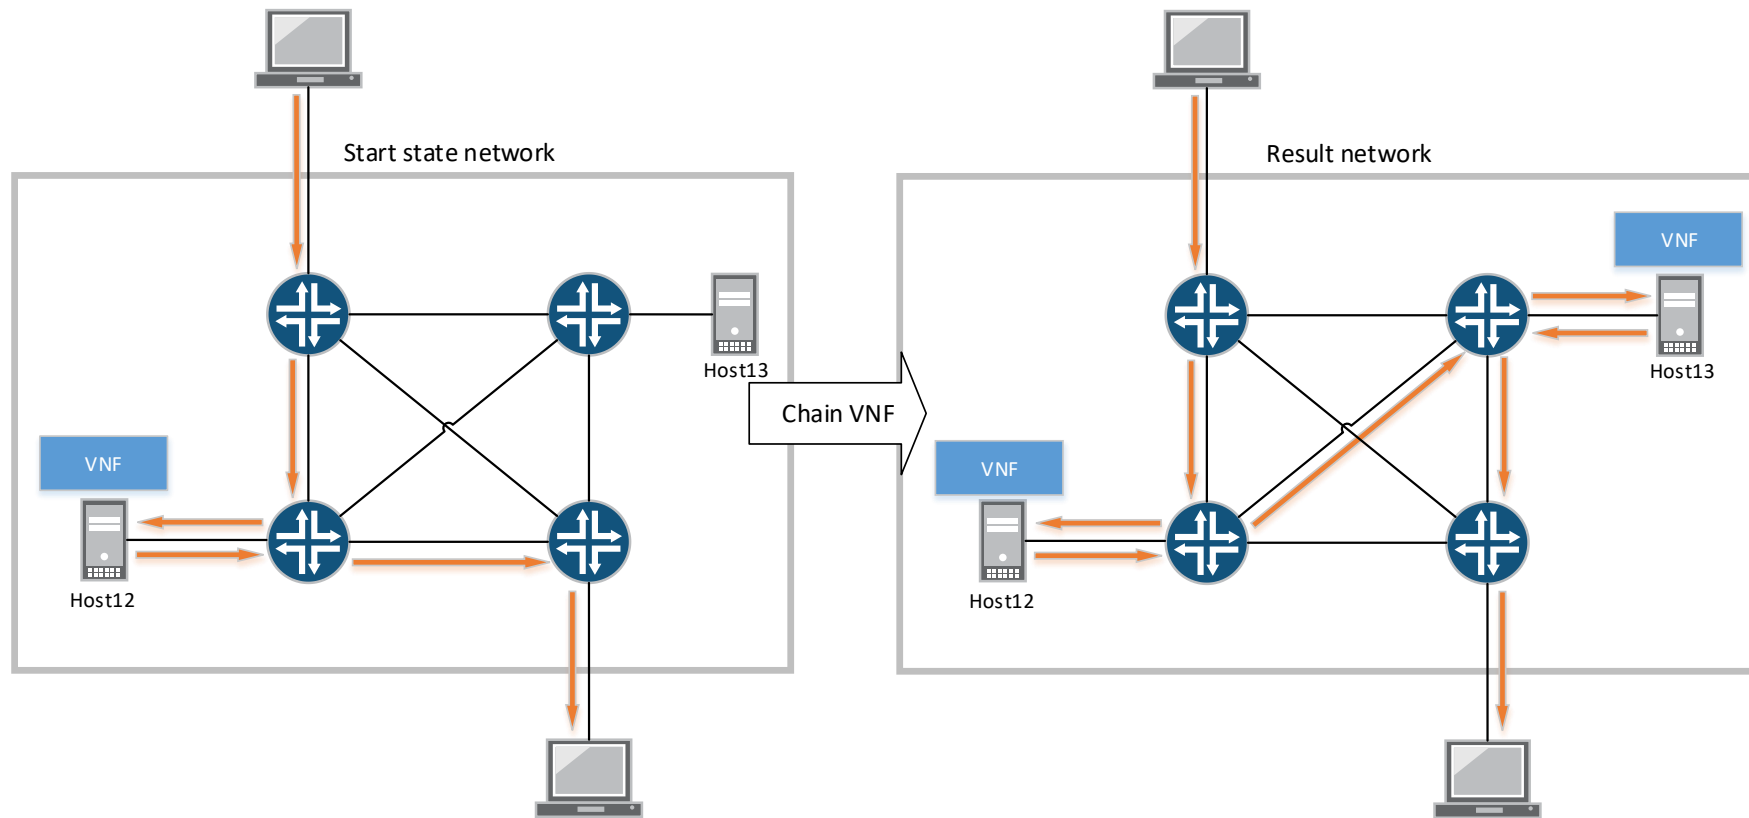 Start state network
Result network
VNF
Host13
Host13
Chain VNF
VNF
VNF
Host12
Host12